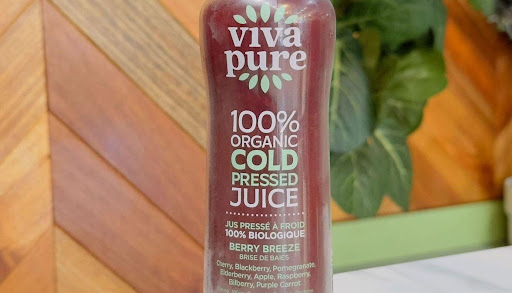 viva
pure
100%
ORGANIC
COLD
PRESSED
JUICE
JUS PRESSÉ À FROID
100% BIOLOGIQUE
BERRY BREEZE
BRISE DE BAIES
Cherry, Blackberry, Pomegranate,
Elderberry, Apple, Raspberry,
Bilberry, Purple Carrot